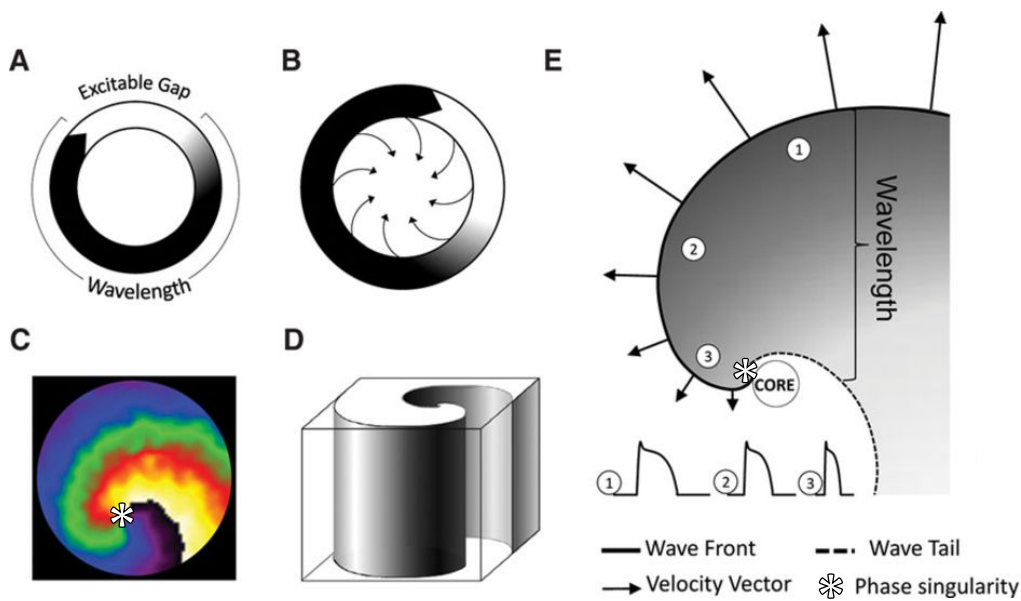 A
Excitable Gap
Wavelength
B
C
D
E
1
2
3
Wavelength
CORE
1
2
3
Wave Front
Wave Tail
Velocity Vector
Phase singularity